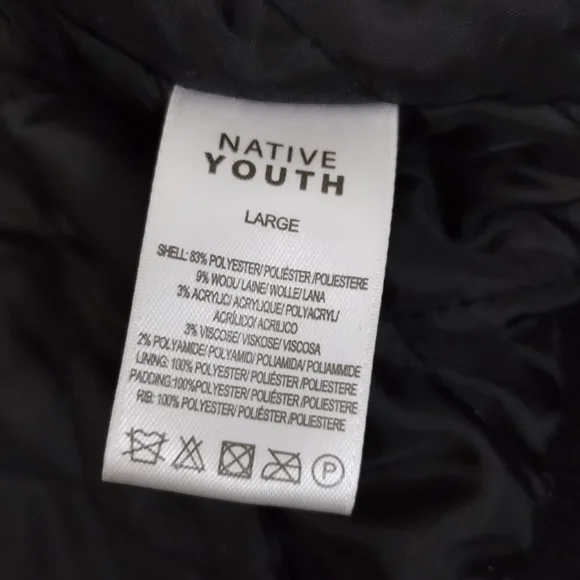 NATIVE
YOUTH
LARGE
SHELL: 83% POLYESTER/ POLIÉSTER /POLIESTERE
9% WOOL/ LAINE/ WOLLE/ LANA
3% ACRYLIC/ ACRYLIQUE/ POLYACRYL/
ACRÍLICO/ ACRILICO
3% VISCOSE/ VISKOSE/ VISCOSA
2% POLYAMIDE/ POLYAMID/ POLIAMIDA/ POLIAMMIDE
LINING: 100% POLYESTER/ POLIÉSTER /POLIESTERE
PADDING:100%POLYESTER/ POLIÉSTER /POLIESTERE
RIB: 100% POLYESTER/ POLIÉSTER /POLIESTERE
P